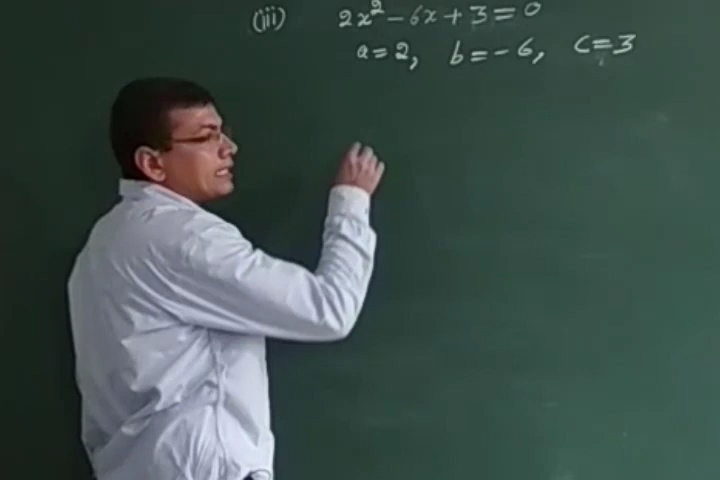 (iii) 2x² - 6x + 3 = 0
a = 2, b = - 6, c = 3